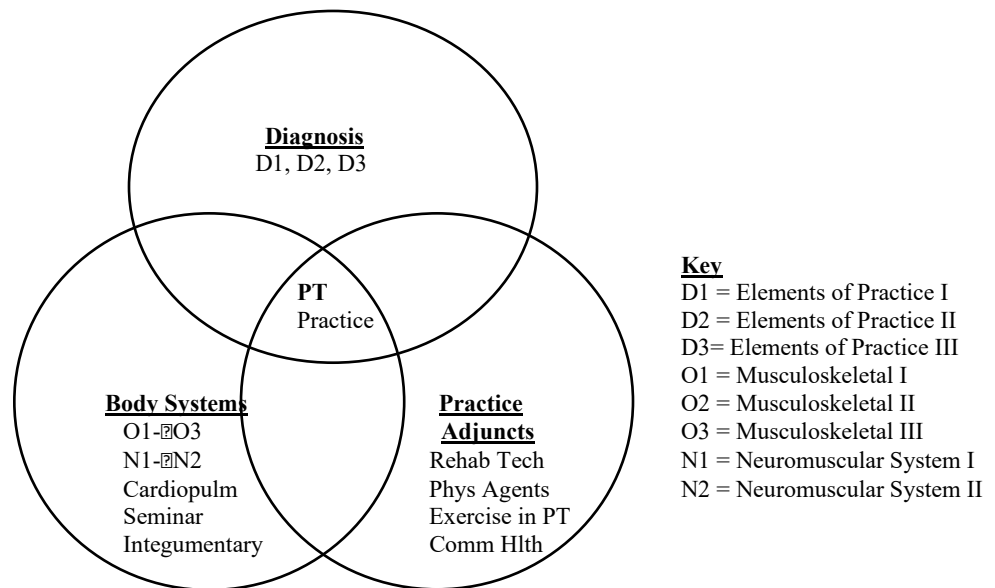 Diagnosis
D1, D2, D3
PT
Practice
Body Systems
O1-�O3
N1-�N2
Cardiopulm
Seminar
Integumentary
Practice
Adjuncts
Rehab Tech
Phys Agents
Exercise in PT
Comm Hlth
Key
D1 = Elements of Practice I
D2 = Elements of Practice II
D3= Elements of Practice III
O1 = Musculoskeletal I
O2 = Musculoskeletal II
O3 = Musculoskeletal III
N1 = Neuromuscular System I
N2 = Neuromuscular System II